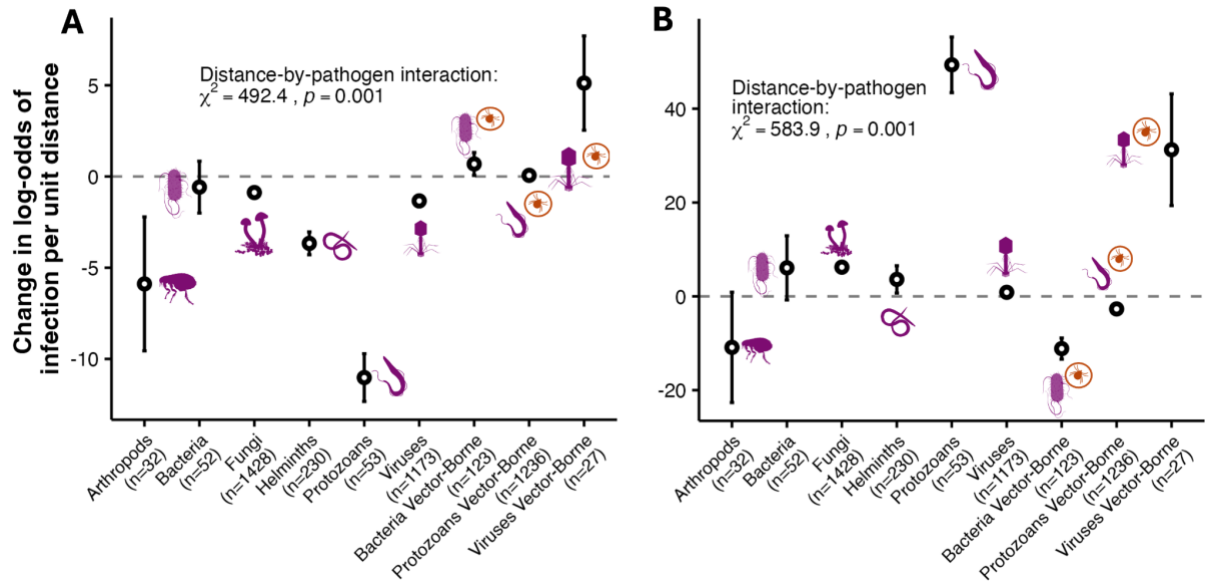 A
Change in log-odds of
infection per unit distance
5
0
-5
-10
Distance-by-pathogen interaction:
χ² = 492.4 , p = 0.001
Arthropods
(n=32)
Bacteria
(n=52)
Fungi
(n=1428)
Helminths
(n=230)
Protozoans
(n=53)
Viruses
(n=1173)
Bacteria Vector-Borne
(n=123)
Protozoans Vector-Borne
(n=1236)
Viruses Vector-Borne
(n=27)
B
40
20
0
-20
Distance-by-pathogen
interaction:
χ² = 583.9 , p = 0.001
Arthropods
(n=32)
Bacteria
(n=52)
Fungi
(n=1428)
Helminths
(n=230)
Protozoans
(n=53)
Viruses
(n=1173)
Bacteria Vector-Borne
(n=123)
Protozoans Vector-Borne
(n=1236)
Viruses Vector-Borne
(n=27)